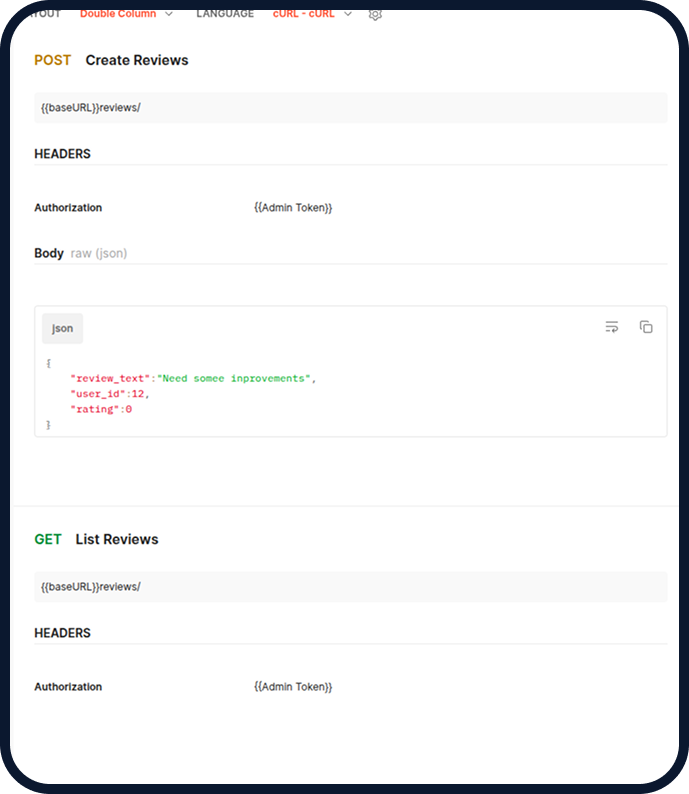 Double Column LANGUAGE cURL - cURL
POST Create Reviews
{{baseURL}}reviews/
HEADERS
Authorization {{Admin Token}}
Body raw (json)
json
{
"review_text":"Need somee inprovements",
"user_id":12,
"rating":0
}
GET List Reviews
{{baseURL}}reviews/
HEADERS
Authorization {{Admin Token}}